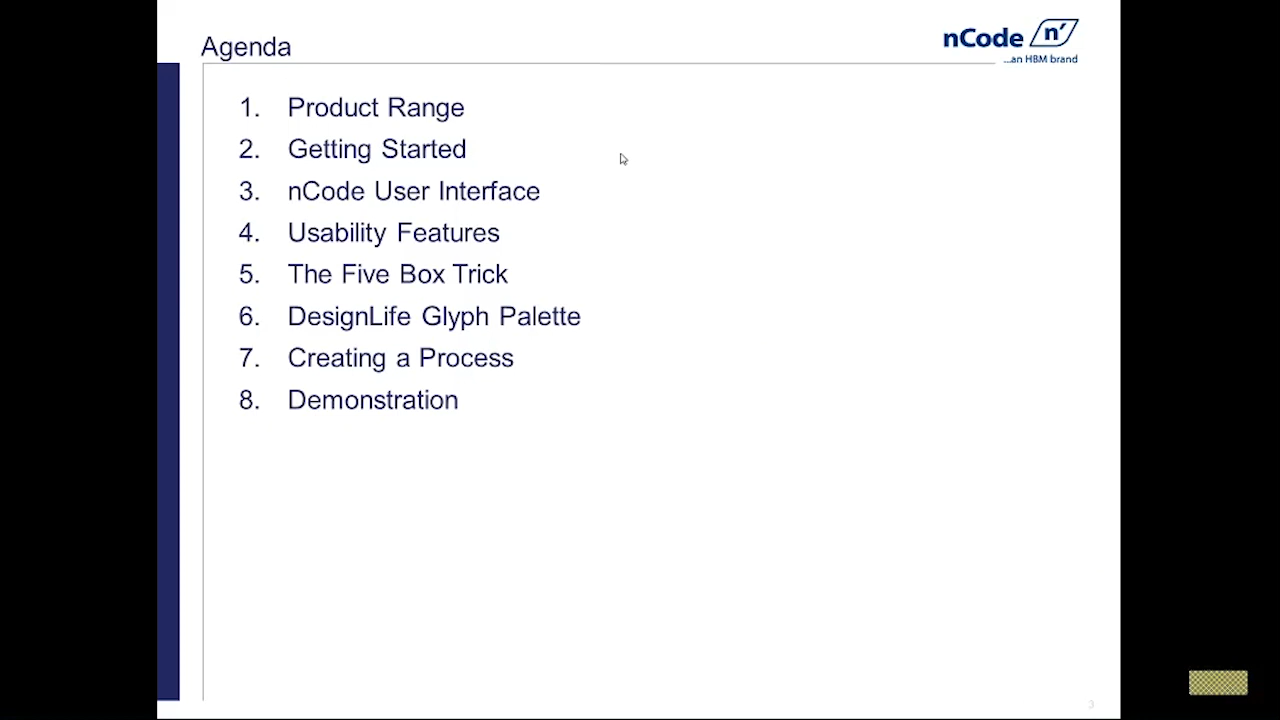 Agenda
nCode n'
...an HBM brand
1. Product Range
2. Getting Started
3. nCode User Interface
4. Usability Features
5. The Five Box Trick
6. DesignLife Glyph Palette
7. Creating a Process
8. Demonstration
3